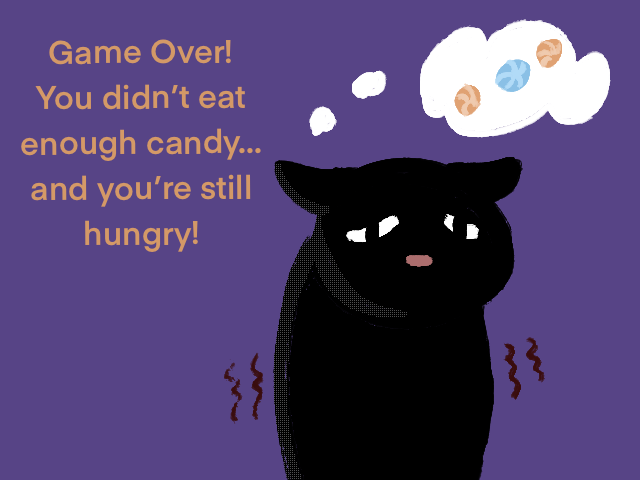 Game Over!
You didn't eat
enough candy...
and you're still
hungry!